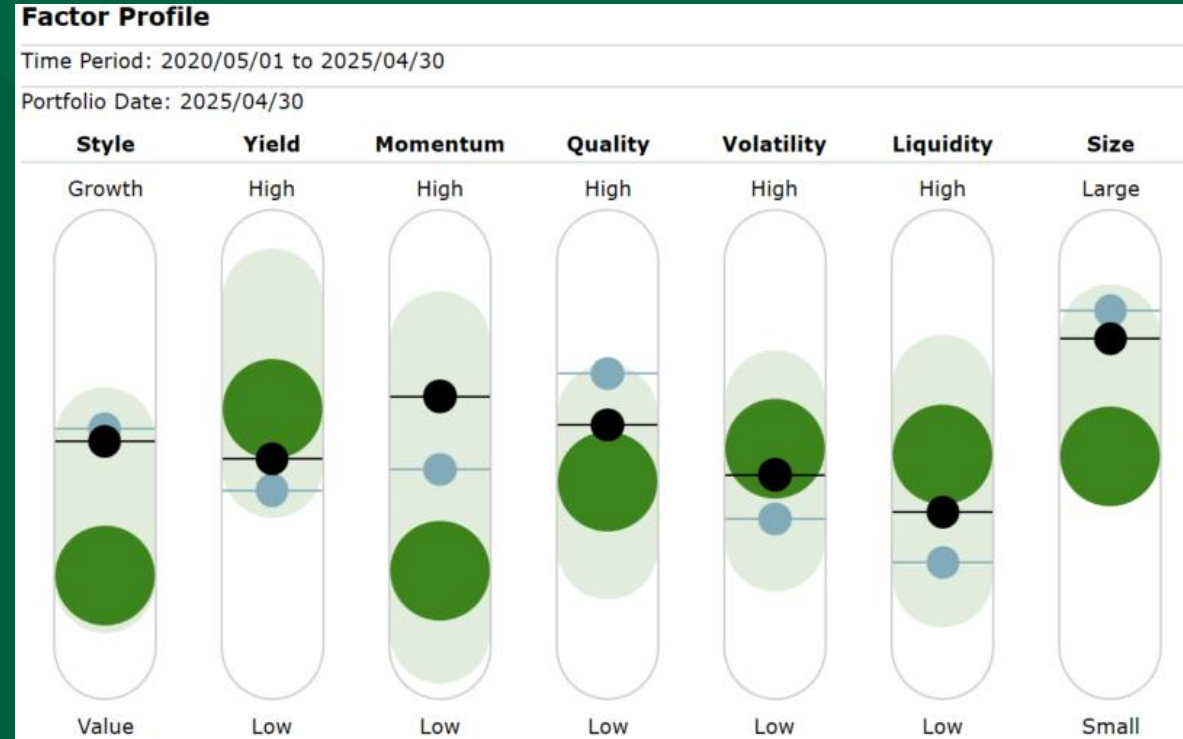 Factor Profile
Time Period: 2020/05/01 to 2025/04/30
Portfolio Date: 2025/04/30
Style Yield Momentum Quality Volatility Liquidity Size
Growth High High High High High Large
Value Low Low Low Low Low Small